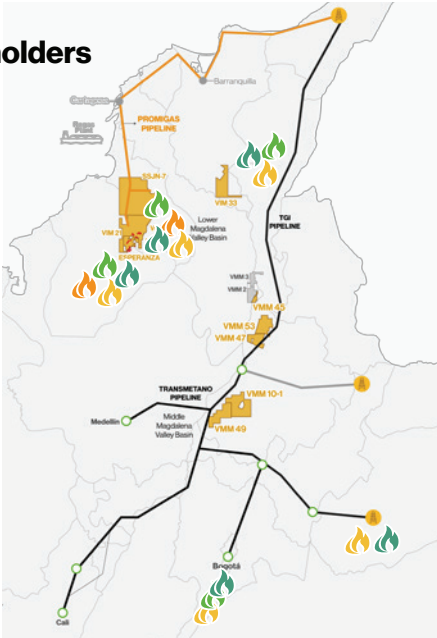 olders
Barranquilla
Cartagena
PROMIGAS
PIPELINE
SSJN-7
VIM 33
VIM 21
Lower
Magdalena
Valley Basin
TGI
PIPELINE
ESPERANZA
VMM 3
VMM 2
VMM 45
VMM 53
VMM 47
TRANSMETANO
PIPELINE
VMM 10-1
Medellín
Middle
Magdalena
Valley Basin
VMM 49
Bogotá
Cali